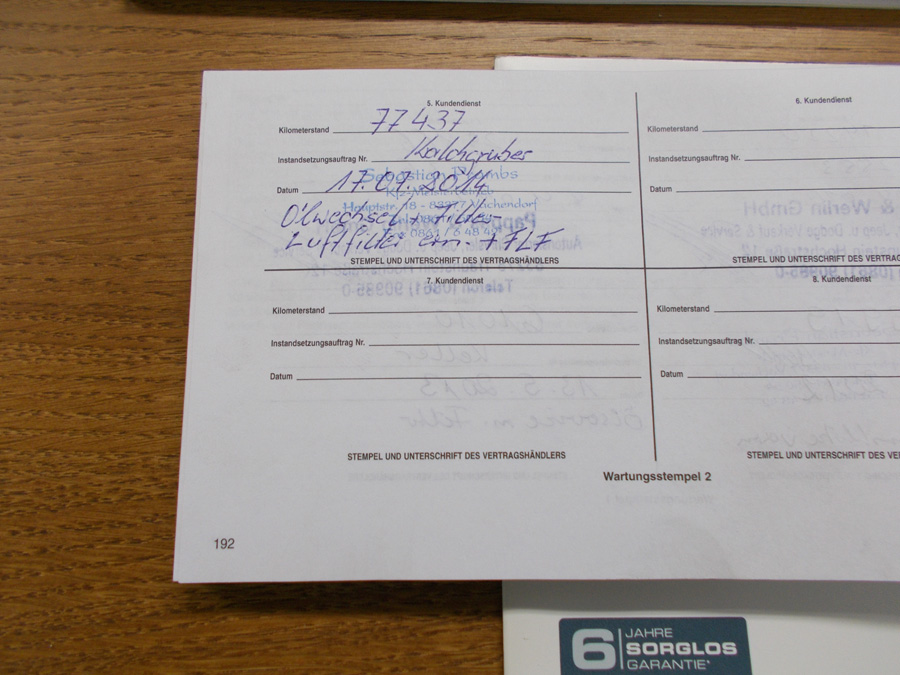 5. Kundendienst
Kilometerstand 77437
Instandsetzungsauftrag Nr.
Datum 17.07.2014
Ölwechsel + Filter
Luftfilter ern.
STEMPEL UND UNTERSCHRIFT DES VERTRAGSHÄNDLERS
6. Kundendienst
Kilometerstand
Instandsetzungsauftrag Nr.
Datum
STEMPEL UND UNTERSCHRIFT DES
7. Kundendienst
Kilometerstand
Instandsetzungsauftrag Nr.
Datum
STEMPEL UND UNTERSCHRIFT DES VERTRAGSHÄNDLERS
8. Kundendienst
Kilometerstand
Instandsetzungsauftrag Nr.
Datum
STEMPEL UND UNTERSCHRIFT DES
Wartungsstempel 2
192
6 JAHRE
SORGLOS
GARANTIE*